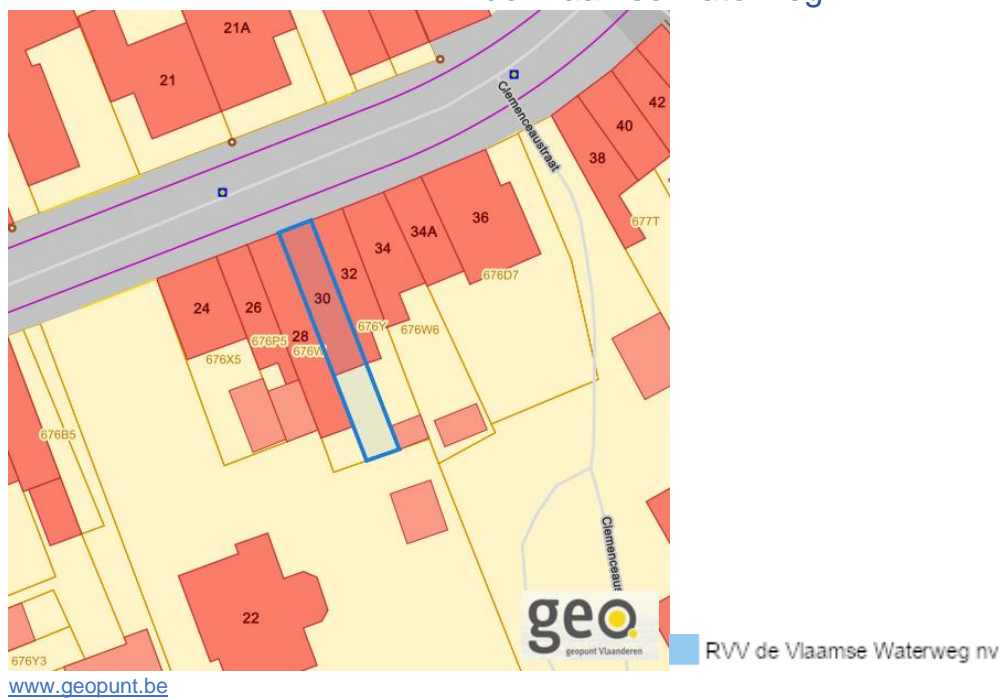 21A
21
42
40
38
Clemenceaustraat
677T
36
34A
34
32
30
676D7
24
26
28
676P5
676W
676Y
676W6
676X5
676B5
22
676Y3
geo
geopunt Vlaanderen
RVV de Vlaamse Waterweg nv
www.geopunt.be